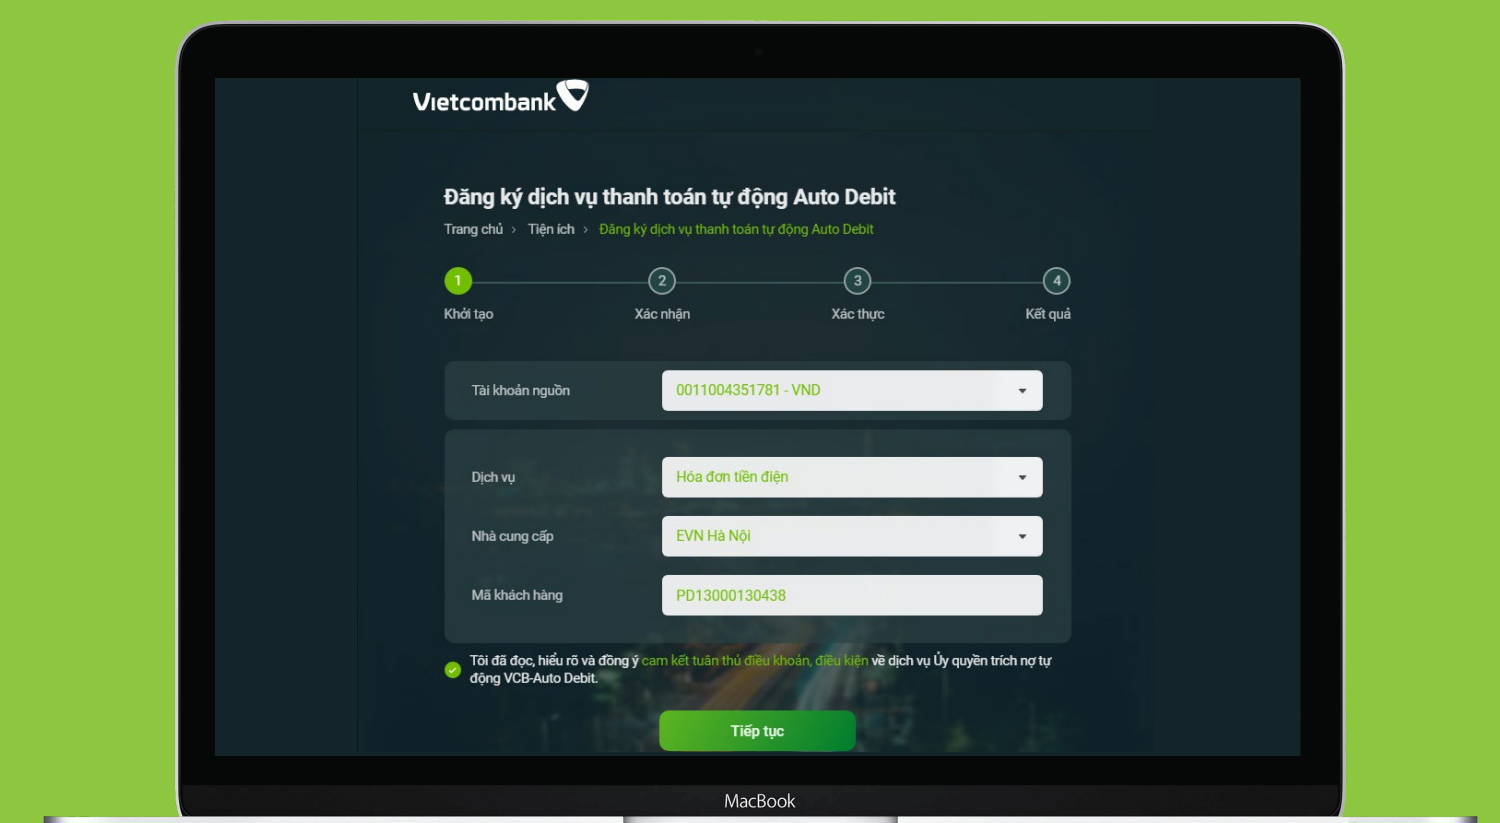 Vietcombank
Đăng ký dịch vụ thanh toán tự động Auto Debit
Trang chủ › Tiện ích › Đăng ký dịch vụ thanh toán tự động Auto Debit
1 2 3 4
Khởi tạo Xác nhận Xác thực Kết quả
Tài khoản nguồn 0011004351781 - VND
Dịch vụ Hóa đơn tiền điện
Nhà cung cấp EVN Hà Nội
Mã khách hàng PD13000130438
Tôi đã đọc, hiểu rõ và đồng ý cam kết tuân thủ điều khoản, điều kiện về dịch vụ Ủy quyền trích nợ tự
động VCB-Auto Debit.
Tiếp tục
MacBook